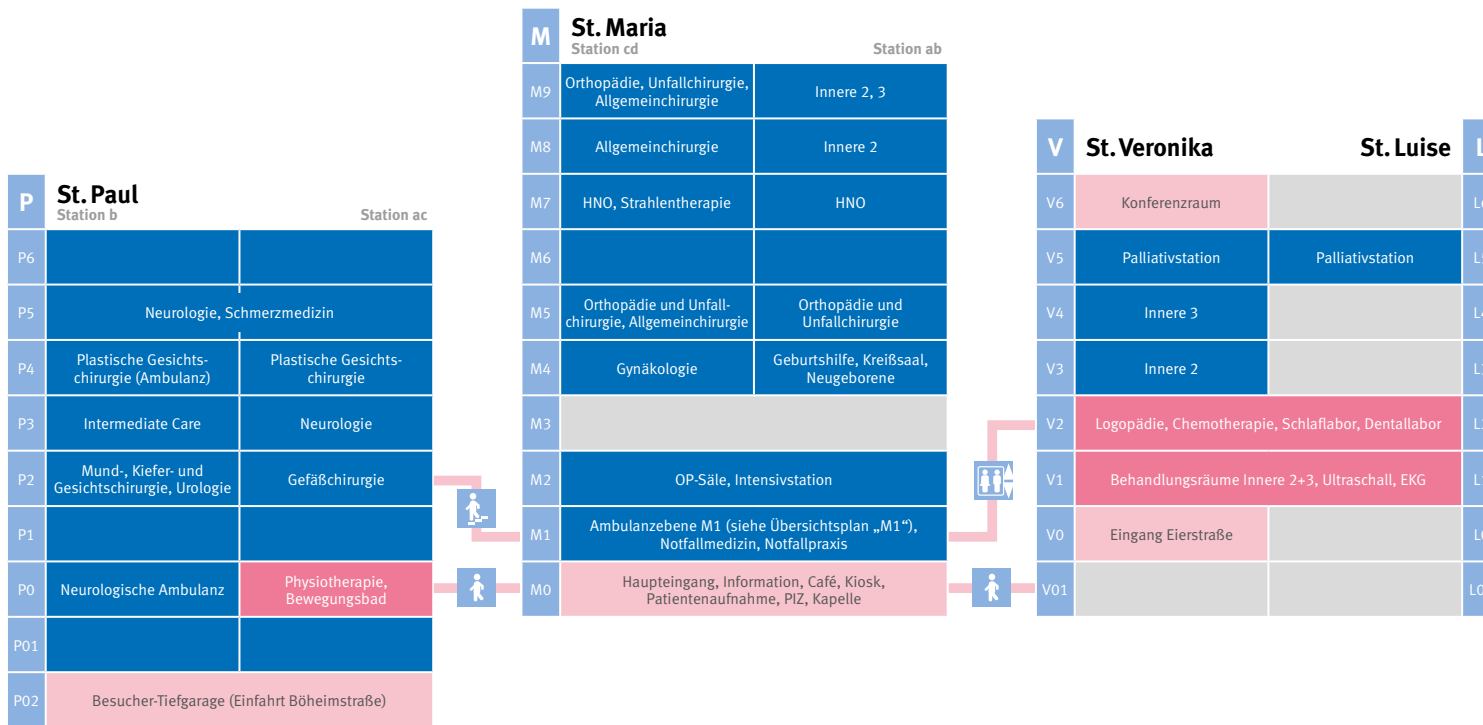 M
St. Maria
Station cd
Station ab
M9
Orthopädie, Unfallchirurgie,
Allgemeinchirurgie
Innere 2, 3
M8
Allgemeinchirurgie
Innere 2
M7
HNO, Strahlentherapie
HNO
M6
M5
Orthopädie und Unfall-
chirurgie, Allgemeinchirurgie
Orthopädie und
Unfallchirurgie
M4
Gynäkologie
Geburtshilfe, Kreißsaal,
Neugeborene
M3
M2
OP-Säle, Intensivstation
M1
Ambulanzebene M1 (siehe Übersichtsplan „M1“),
Notfallmedizin, Notfallpraxis
M0
Haupteingang, Information, Café, Kiosk,
Patientenaufnahme, PIZ, Kapelle
P
St. Paul
Station b
Station ac
P6
P5
Neurologie, Schmerzmedizin
P4
Plastische Gesichts-
chirurgie (Ambulanz)
Plastische Gesichts-
chirurgie
P3
Intermediate Care
Neurologie
P2
Mund-, Kiefer- und
Gesichtschirurgie, Urologie
Gefäßchirurgie
P1
P0
Neurologische Ambulanz
Physiotherapie,
Bewegungsbad
P01
P02
Besucher-Tiefgarage (Einfahrt Böheimstraße)
V
St. Veronika
St. Luise
V6
Konferenzraum
V5
Palliativstation
Palliativstation
V4
Innere 3
V3
Innere 2
V2
Logopädie, Chemotherapie, Schlaflabor, Dentallabor
V1
Behandlungsräume Innere 2+3, Ultraschall, EKG
V0
Eingang Eierstraße
V01